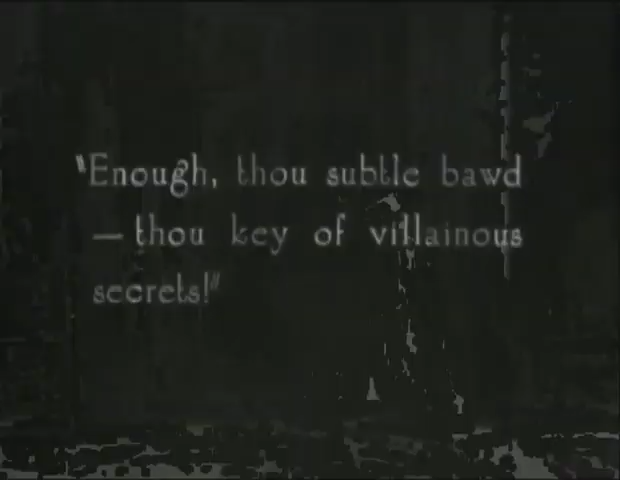 "Enough, thou subtle bawd
— thou key of villainous
secrets!"